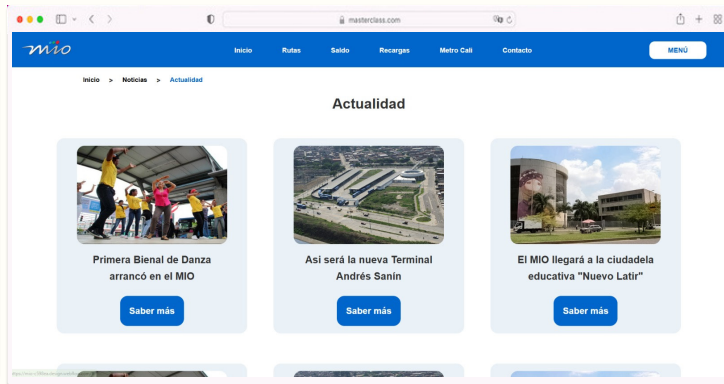 masterclass.com
mio
Inicio Rutas Saldo Recargas Metro Cali Contacto MENÚ
Inicio > Noticias > Actualidad
Actualidad
Primera Bienal de Danza
arrancó en el MIO
Saber más
Asi será la nueva Terminal
Andrés Sanín
Saber más
El MIO llegará a la ciudadela
educativa "Nuevo Latir"
Saber más